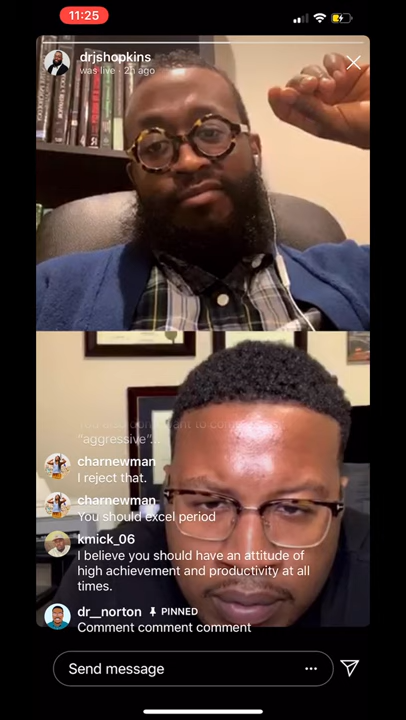 11:25
drjshopkins
was live · 2h ago
"aggressive"...
charnewman
I reject that.
charnewman
You should excel period
kmick_06
I believe you should have an attitude of
high achievement and productivity at all
times.
dr__norton PINNED
Comment comment comment
Send message